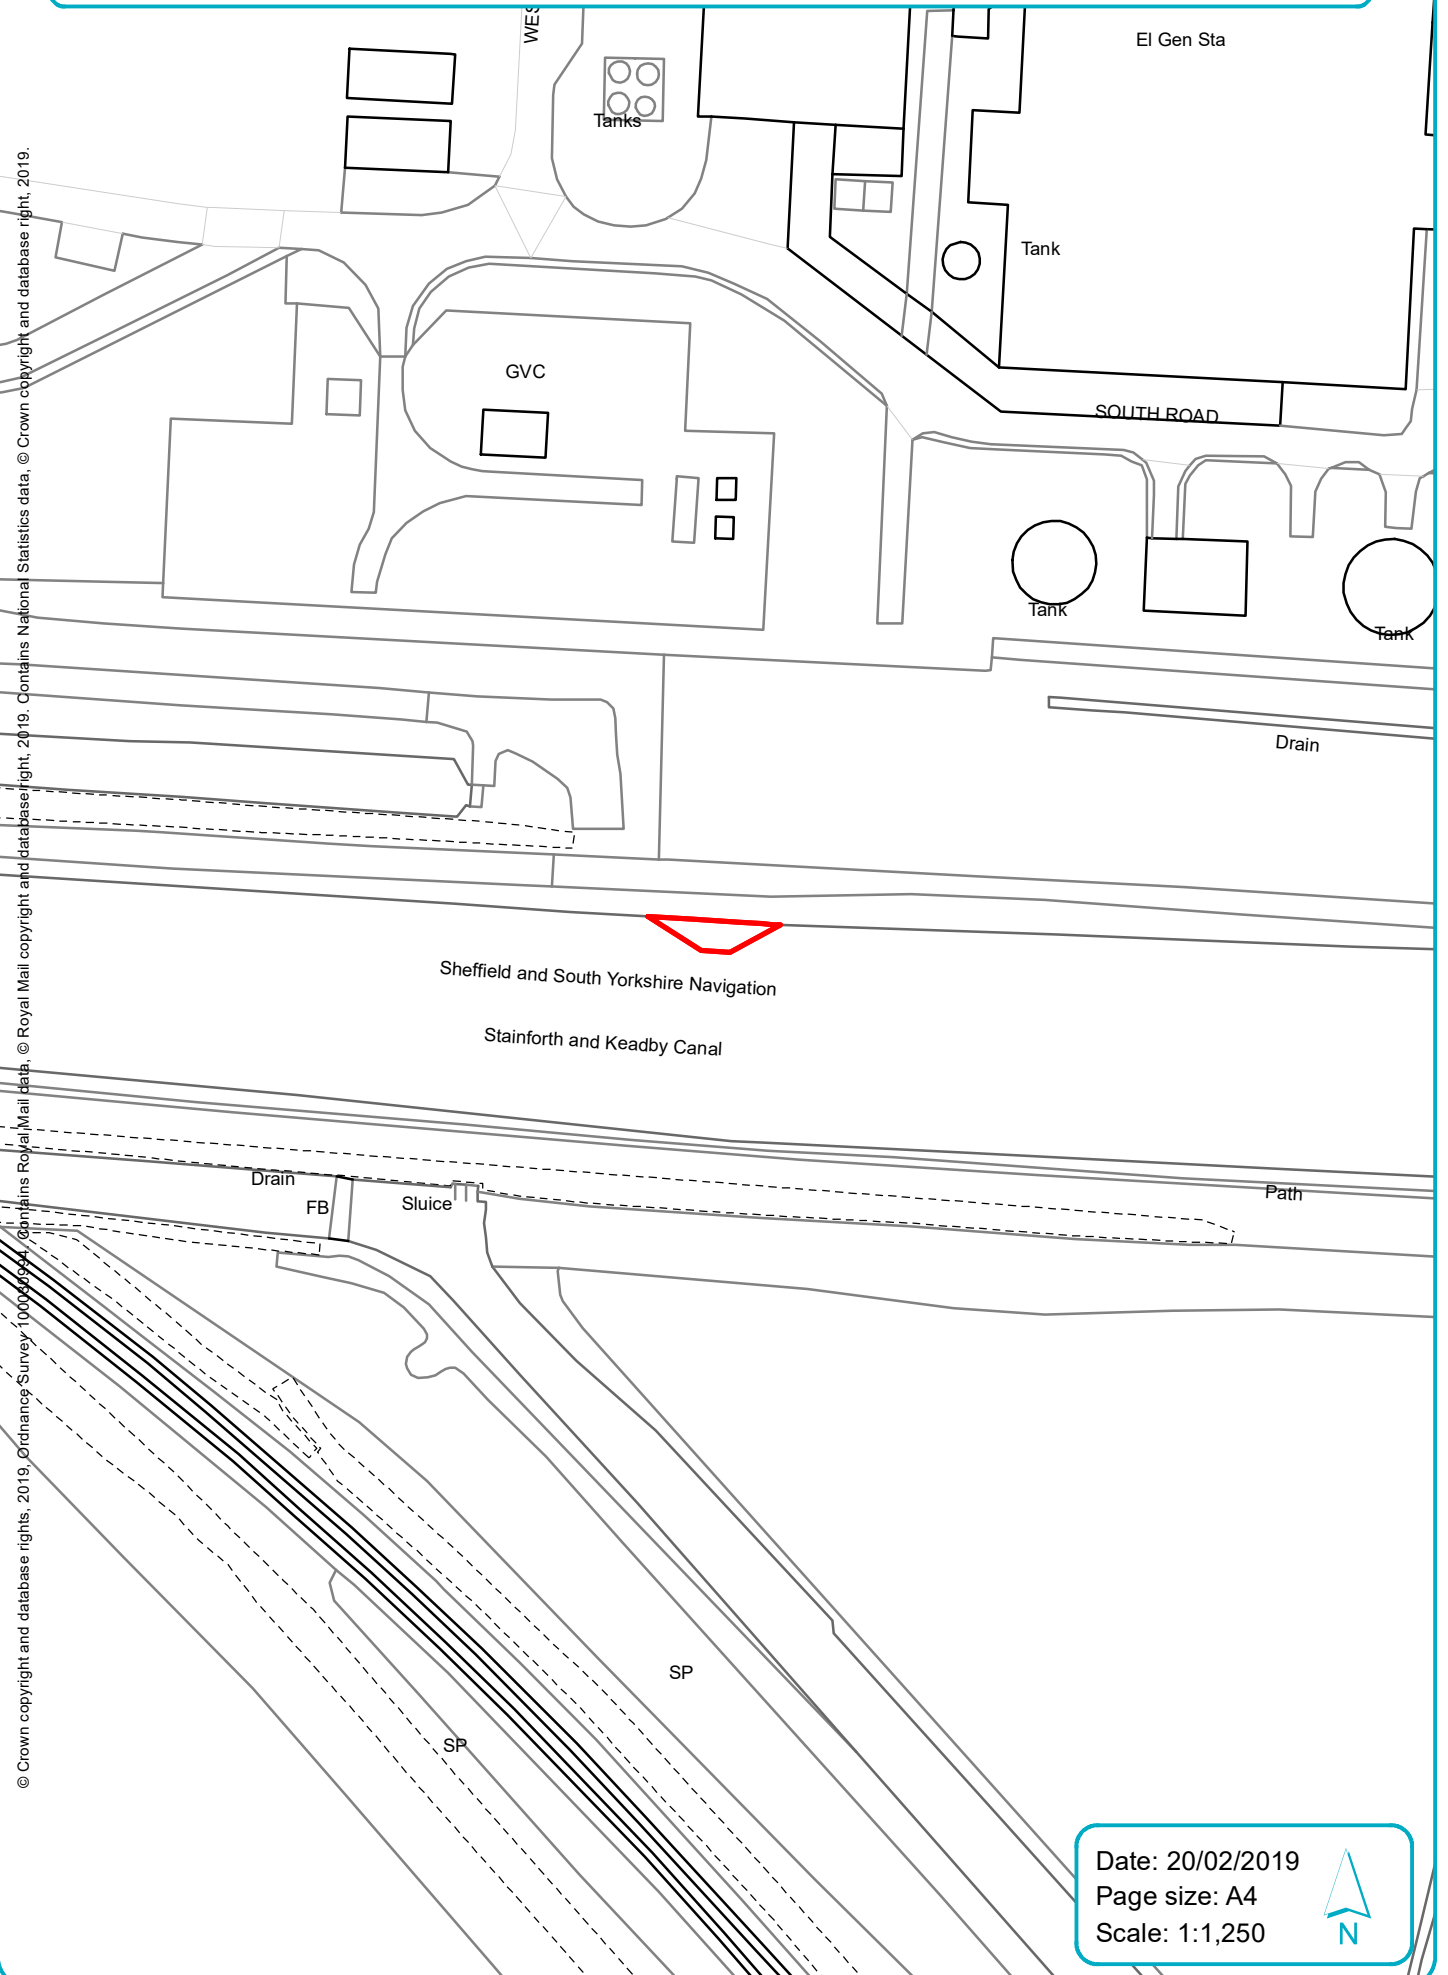 WES
El Gen Sta
Tanks
Tank
GVC
SOUTH ROAD
Tank
Tank
Drain
Sheffield and South Yorkshire Navigation
Stainforth and Keadby Canal
Drain
FB
Sluice
Path
SP
SP
© Crown copyright and database rights, 2019, Ordnance Survey 100030994. Contains Royal Mail data, © Royal Mail copyright and database right, 2019. Contains National Statistics data, © Crown copyright and database right, 2019.
Date: 20/02/2019
Page size: A4
Scale: 1:1,250
N